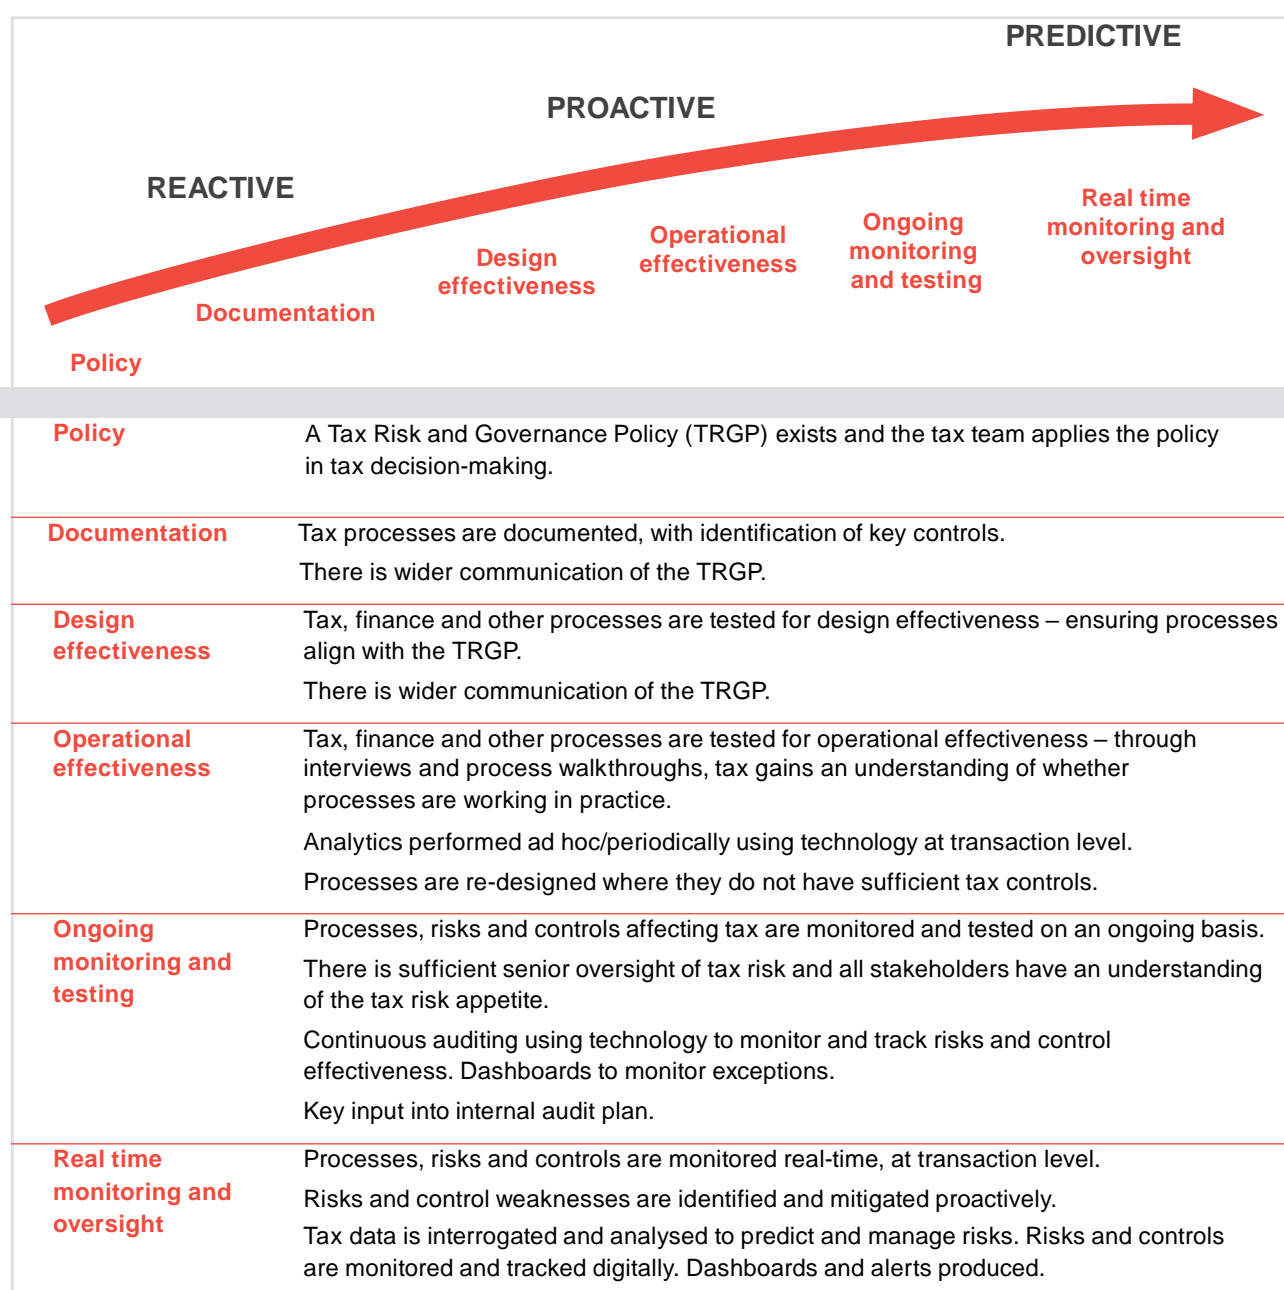 PREDICTIVE
PROACTIVE
REACTIVE
Real time
monitoring and
oversight
Ongoing
monitoring
and testing
Operational
effectiveness
Design
effectiveness
Documentation
Policy
Policy
A Tax Risk and Governance Policy (TRGP) exists and the tax team applies the policy
in tax decision-making.
Documentation
Tax processes are documented, with identification of key controls.
There is wider communication of the TRGP.
Design
effectiveness
Tax, finance and other processes are tested for design effectiveness – ensuring processes
align with the TRGP.
There is wider communication of the TRGP.
Operational
effectiveness
Tax, finance and other processes are tested for operational effectiveness – through
interviews and process walkthroughs, tax gains an understanding of whether
processes are working in practice.
Analytics performed ad hoc/periodically using technology at transaction level.
Processes are re-designed where they do not have sufficient tax controls.
Ongoing
monitoring and
testing
Processes, risks and controls affecting tax are monitored and tested on an ongoing basis.
There is sufficient senior oversight of tax risk and all stakeholders have an understanding
of the tax risk appetite.
Continuous auditing using technology to monitor and track risks and control
effectiveness. Dashboards to monitor exceptions.
Key input into internal audit plan.
Real time
monitoring and
oversight
Processes, risks and controls are monitored real-time, at transaction level.
Risks and control weaknesses are identified and mitigated proactively.
Tax data is interrogated and analysed to predict and manage risks. Risks and controls
are monitored and tracked digitally. Dashboards and alerts produced.